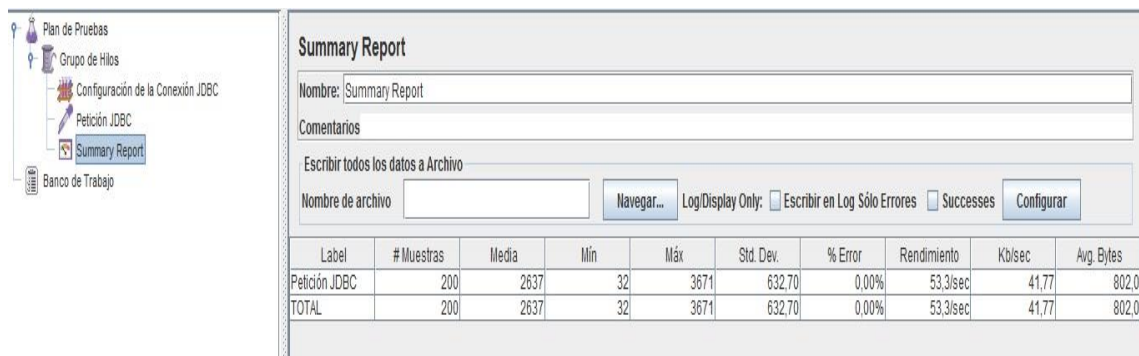 Plan de Pruebas
Grupo de Hilos
Configuración de la Conexión JDBC
Petición JDBC
Summary Report
Banco de Trabajo
Summary Report
Nombre: Summary Report
Comentarios
Escribir todos los datos a Archivo
Nombre de archivo Navegar... Log/Display Only: Escribir en Log Sólo Errores Successes Configurar
Label # Muestras Media Mín Máx Std. Dev. % Error Rendimiento Kb/sec Avg. Bytes
Petición JDBC 200 2637 32 3671 632,70 0,00% 53,3/sec 41,77 802,0
TOTAL 200 2637 32 3671 632,70 0,00% 53,3/sec 41,77 802,0